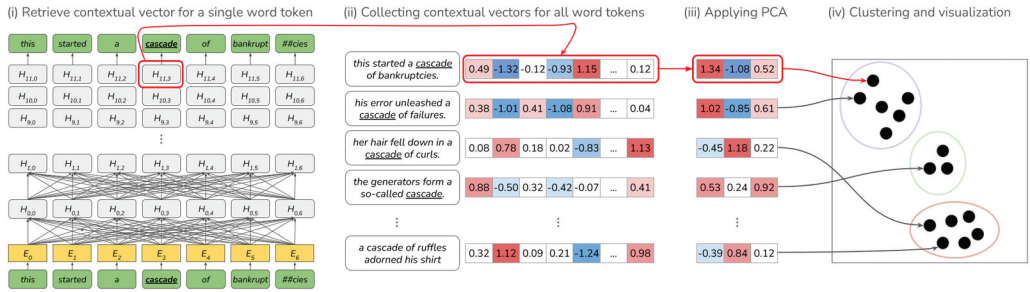 (i) Retrieve contextual vector for a single word token
this started a cascade of bankrupt ##cies
H11,0 H11,1 H11,2 H11,3 H11,4 H11,5 H11,6
H10,0 H10,1 H10,2 H10,3 H10,4 H10,5 H10,6
H9,0 H9,1 H9,2 H9,3 H9,4 H9,5 H9,6
⋮
H1,0 H1,1 H1,2 H1,3 H1,4 H1,5 H1,6
H0,0 H0,1 H0,2 H0,3 H0,4 H0,5 H0,6
E0 E1 E2 E3 E4 E5 E6
this started a cascade of bankrupt ##cies
(ii) Collecting contextual vectors for all word tokens
this started a cascade
of bankruptcies.
0.49 -1.32 -0.12 -0.93 1.15 ... 0.12
his error unleashed a
cascade of failures.
0.38 -1.01 0.41 -1.08 0.91 ... 0.04
her hair fell down in a
cascade of curls.
0.08 0.78 0.18 0.02 -0.83 ... 1.13
the generators form a
so-called cascade.
0.88 -0.50 0.32 -0.42 -0.07 ... 0.41
⋮ ⋮
a cascade of ruffles
adorned his shirt
0.32 1.12 0.09 0.21 -1.24 ... 0.98
(iii) Applying PCA
1.34 -1.08 0.52
1.02 -0.85 0.61
-0.45 1.18 0.22
0.53 0.24 0.92
⋮
-0.39 0.84 0.12
(iv) Clustering and visualization